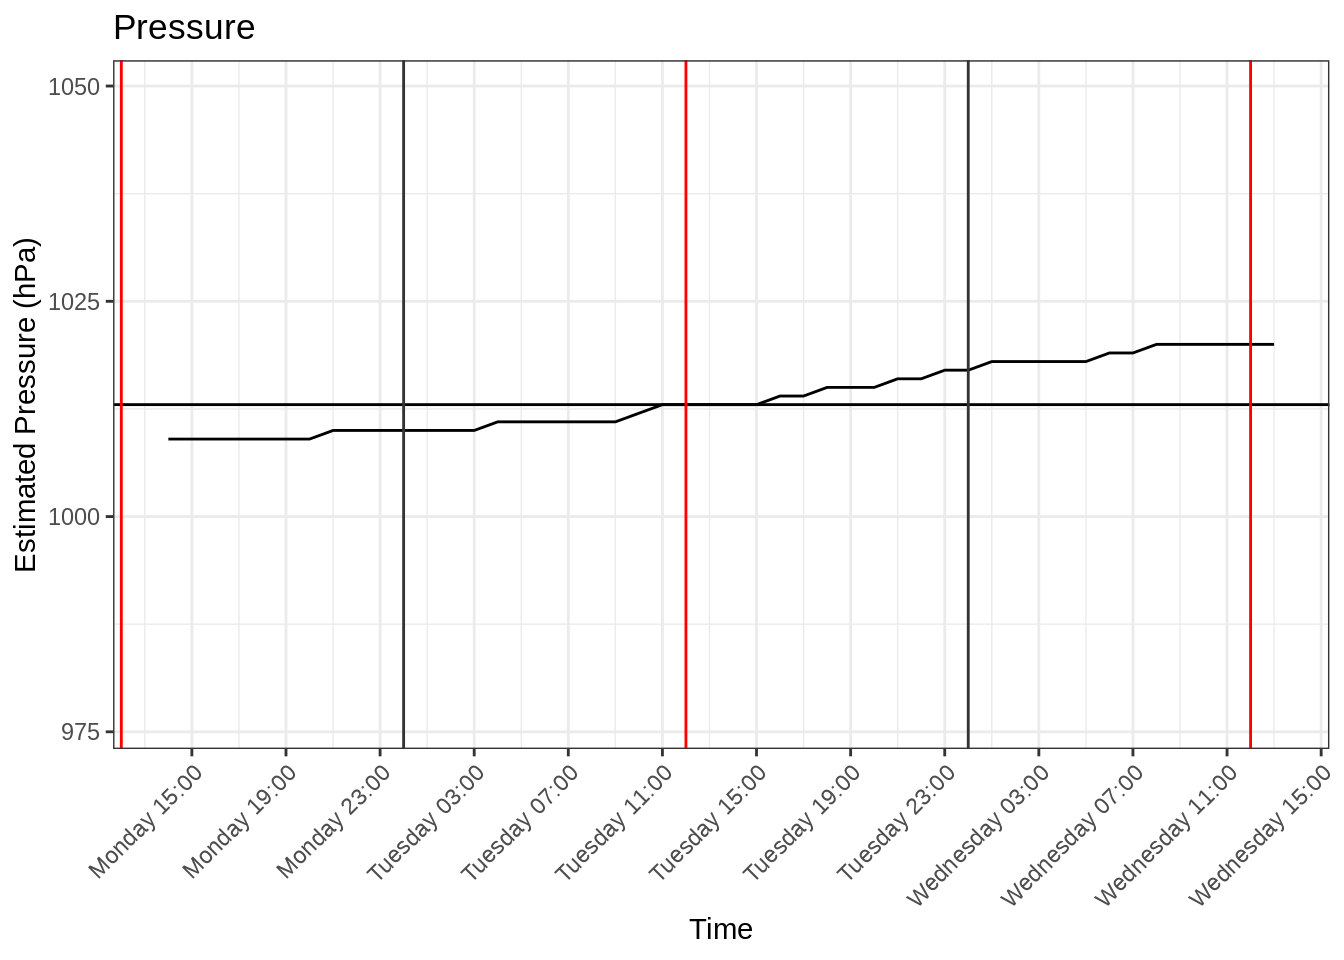 Pressure
Estimated Pressure (hPa)
1050
1025
1000
975
Monday 15:00
Monday 19:00
Monday 23:00
Tuesday 03:00
Tuesday 07:00
Tuesday 11:00
Tuesday 15:00
Tuesday 19:00
Tuesday 23:00
Wednesday 03:00
Wednesday 07:00
Wednesday 11:00
Wednesday 15:00
Time